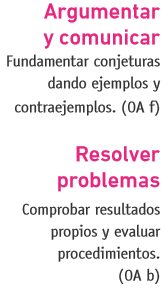 Argumentar
y comunicar
Fundamentar conjeturas
dando ejemplos y
contraejemplos. (OA f)
Resolver
problemas
Comprobar resultados
propios y evaluar
procedimientos.
(OA b)